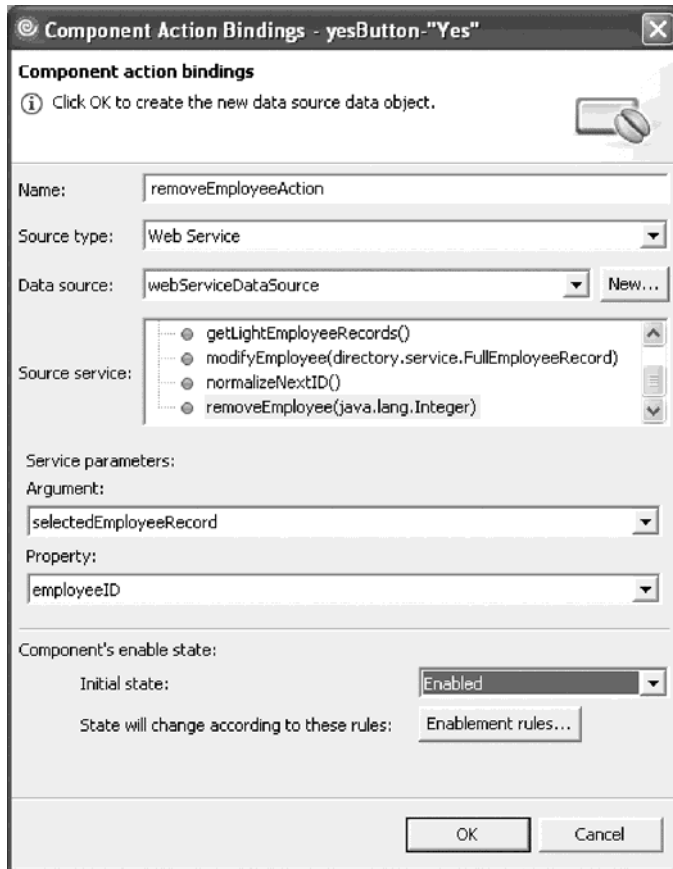 Component Action Bindings - yesButton-"Yes"
Component action bindings
Click OK to create the new data source data object.
Name: removeEmployeeAction
Source type: Web Service
Data source: webServiceDataSource New...
Source service:
getLightEmployeeRecords()
modifyEmployee(directory.service.FullEmployeeRecord)
normalizeNextID()
removeEmployee(java.lang.Integer)
Service parameters:
Argument:
selectedEmployeeRecord
Property:
employeeID
Component's enable state:
Initial state: Enabled
State will change according to these rules: Enablement rules...
OK Cancel